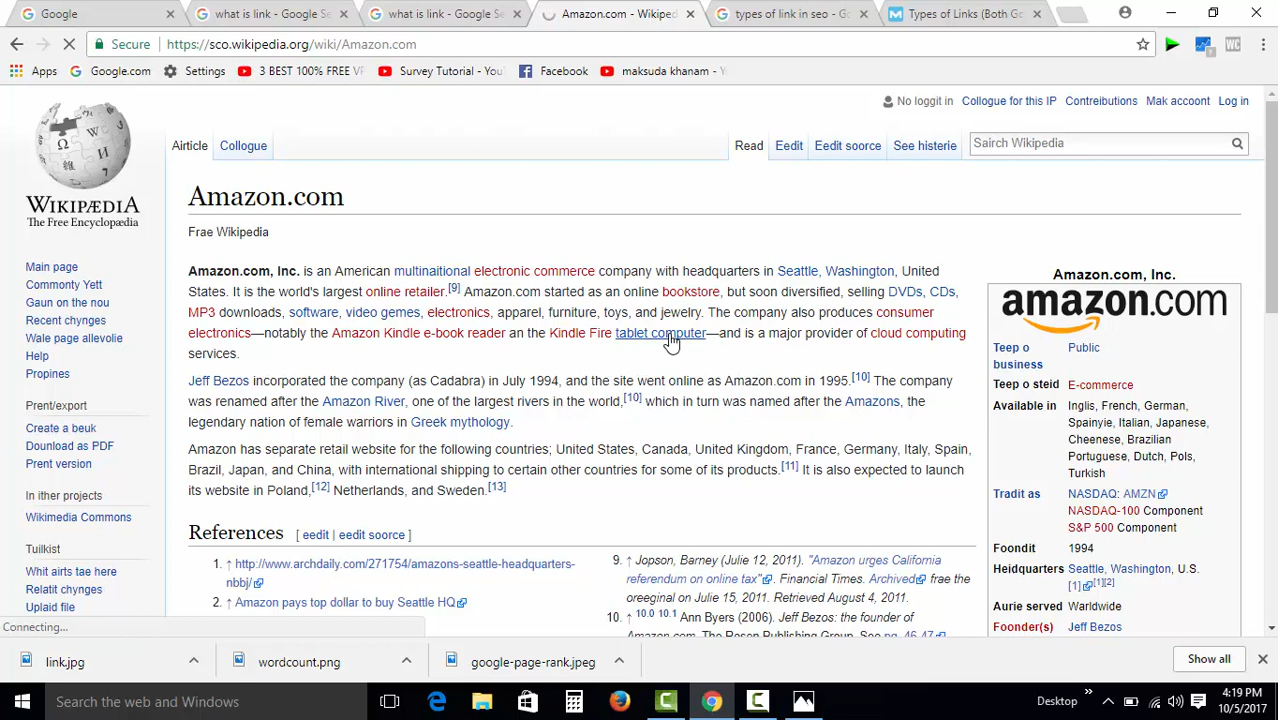 Google
what is link - Google Se
what is link - Google Se
Amazon.com - Wikiped
types of link in seo - Go
Types of Links (Both Go
Secure https://sco.wikipedia.org/wiki/Amazon.com
Apps Google.com Settings 3 BEST 100% FREE VP Survey Tutorial - You Facebook maksuda khanam - Y
No loggit in Collogue for this IP Contreibutions Mak account Log in
Airticle Collogue Read Eedit Eedit soorce See histerie Sairch Wikipedia
WIKIPÆDIA
The Free Encyclopædia
Main page
Commonty Yett
Gaun on the nou
Recent changes
Wale page allevolie
Help
Propines
Prent/export
Create a beuk
Dounload as PDF
Prent version
In ither projects
Wikimedia Commons
Tuilkist
Whit airts tae here
Relatit chynges
Uplaid file
Connecting...
Amazon.com
Frae Wikipedia
Amazon.com, Inc. is an American multinaitional electronic commerce company with headquarters in Seattle, Washington, United
States. It is the world's largest online retailer.[9] Amazon.com started as an online bookstore, but soon diversified, selling DVDs, CDs,
MP3 downloads, software, video games, electronics, apparel, furniture, toys, and jewelry. The company also produces consumer
electronics—notably the Amazon Kindle e-book reader an the Kindle Fire tablet computer—and is a major provider of cloud computing
services.
Jeff Bezos incorporated the company (as Cadabra) in July 1994, and the site went online as Amazon.com in 1995.[10] The company
was renamed after the Amazon River, one of the largest rivers in the world,[10] which in turn was named after the Amazons, the
legendary nation of female warriors in Greek mythology.
Amazon has separate retail website for the following countries; United States, Canada, United Kingdom, France, Germany, Italy, Spain,
Brazil, Japan, and China, with international shipping to certain other countries for some of its products.[11] It is also expected to launch
its website in Poland,[12] Netherlands, and Sweden.[13]
References [ eedit | eedit source ]
1. ↑ http://www.archdaily.com/271754/amazons-seattle-headquarters-
nbbj/
2. ↑ Amazon pays top dollar to buy Seattle HQ
9. ↑ Jopson, Barney (Julie 12, 2011). "Amazon urges California
referendum on online tax". Financial Times. Archived frae the
oreeginal on Julie 15, 2011. Retrieved August 4, 2011.
10. ↑ 10.0 10.1 Ann Byers (2006). Jeff Bezos: the founder of
Amazon.com. The Rosen Publishing Group. See pg. 46-47
Amazon.com, Inc.
amazon.com
Teep o business Public
Teep o steid E-commerce
Available in Inglis, French, German,
Spainyie, Italian, Japanese,
Cheenese, Brazilian
Portuguese, Dutch, Pols,
Turkish
Tradit as NASDAQ: AMZN
NASDAQ-100 Component
S&P 500 Component
Foondit 1994
Heidquarters Seattle, Washington, U.S.
[1] [1][2]
Aurie served Warldwide
Founder(s) Jeff Bezos
link.jpg wordcount.png google-page-rank.jpeg Show all
Search the web and Windows
Desktop
4:19 PM
10/5/2017